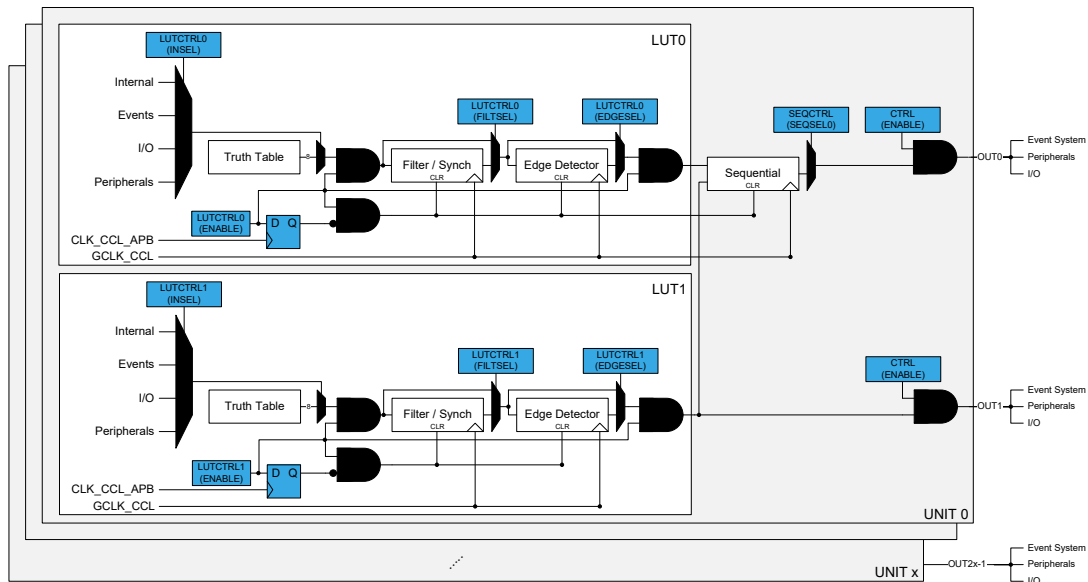 LUTCTRL0
(INSEL)
LUT0
Internal
Events
I/O
Peripherals
Truth Table
8
LUTCTRL0
(FILTSEL)
LUTCTRL0
(EDGESEL)
SEQCTRL
(SEQSEL0)
CTRL
(ENABLE)
Filter / Synch
CLR
Edge Detector
CLR
Sequential
CLR
OUT0
Event System
Peripherals
I/O
LUTCTRL0
(ENABLE)
D Q
CLK_CCL_APB
GCLK_CCL
LUTCTRL1
(INSEL)
LUT1
Internal
Events
I/O
Peripherals
Truth Table
8
LUTCTRL1
(FILTSEL)
LUTCTRL1
(EDGESEL)
CTRL
(ENABLE)
Filter / Synch
CLR
Edge Detector
CLR
OUT1
Event System
Peripherals
I/O
LUTCTRL1
(ENABLE)
D Q
CLK_CCL_APB
GCLK_CCL
UNIT 0
UNIT x
OUT2x-1
Event System
Peripherals
I/O